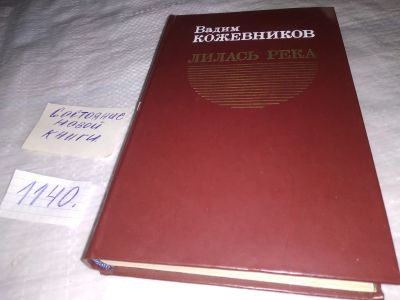 Вадим
КОЖЕВНИКОВ
ЛИЛАСЬ РЕКА
Состояние
новой
книги
1140.